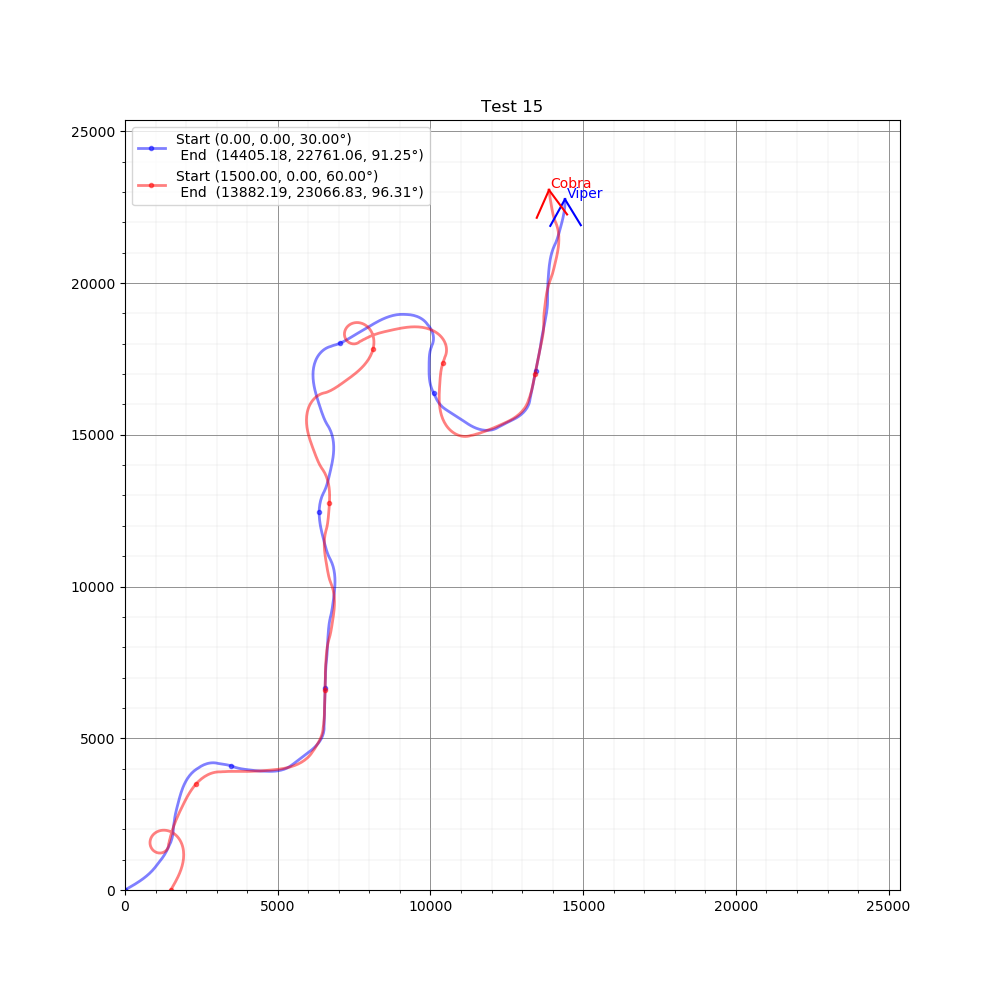 Test 15
Start (0.00, 0.00, 30.00°)
End  (14405.18, 22761.06, 91.25°)
Start (1500.00, 0.00, 60.00°)
End  (13882.19, 23066.83, 96.31°)
Cobra
Viper
25000
20000
15000
10000
5000
0
0
5000
10000
15000
20000
25000